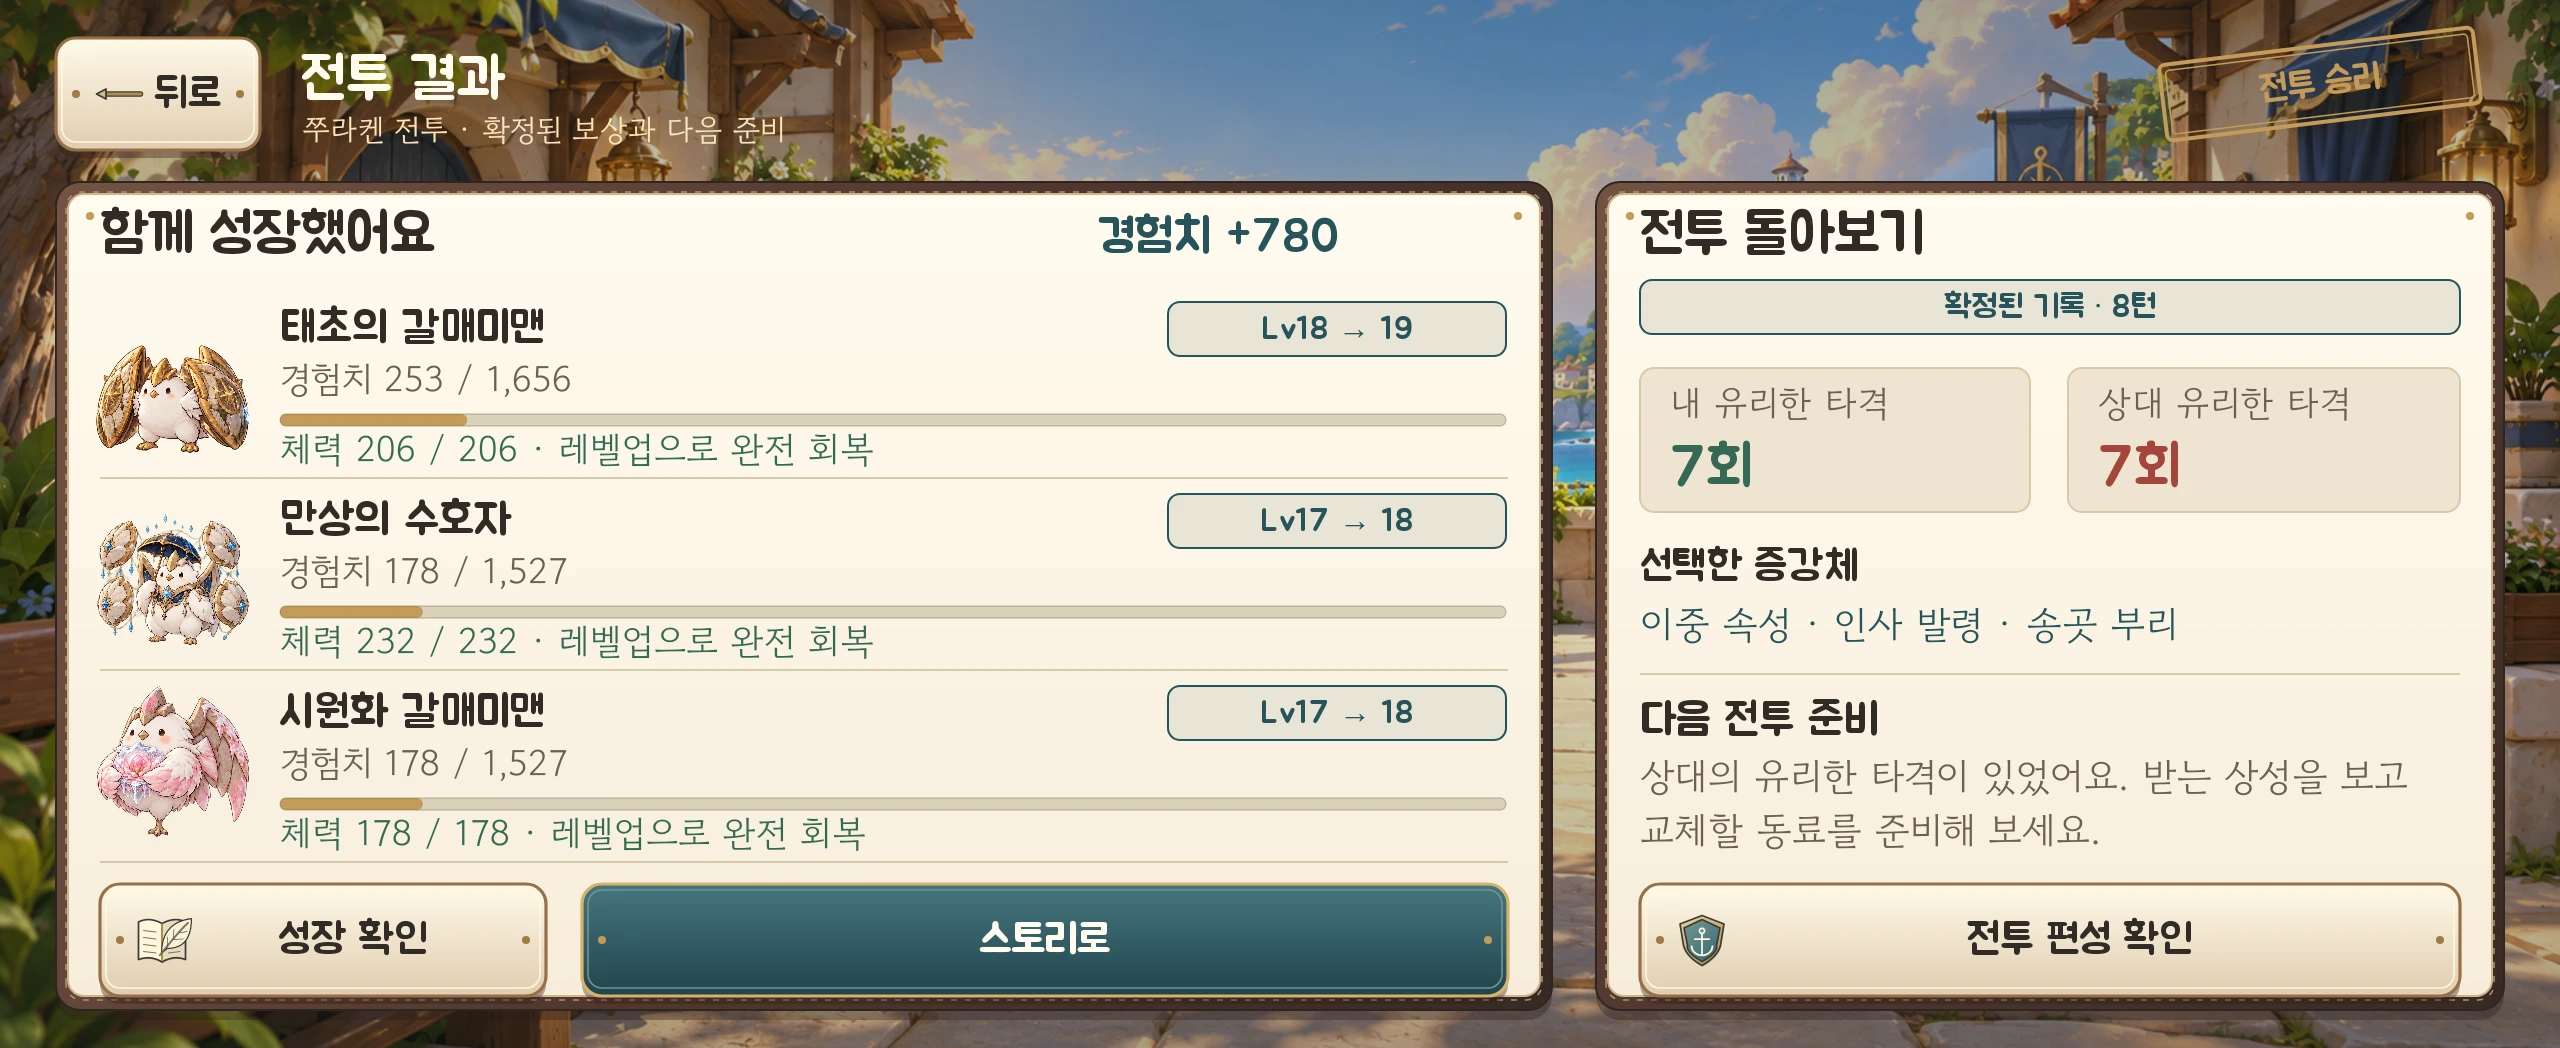 뒤로
전투 결과
쭈라켄 전투 · 확정된 보상과 다음 준비
전투 승리
함께 성장했어요
경험치 +780
태초의 갈매미맨
Lv18 → 19
경험치 253 / 1,656
체력 206 / 206 · 레벨업으로 완전 회복
만상의 수호자
Lv17 → 18
경험치 178 / 1,527
체력 232 / 232 · 레벨업으로 완전 회복
시원화 갈매미맨
Lv17 → 18
경험치 178 / 1,527
체력 178 / 178 · 레벨업으로 완전 회복
성장 확인
스토리로
전투 돌아보기
확정된 기록 · 8턴
내 유리한 타격
7회
상대 유리한 타격
7회
선택한 증강체
이중 속성 · 인사 발령 · 송곳 부리
다음 전투 준비
상대의 유리한 타격이 있었어요. 받는 상성을 보고
교체할 동료를 준비해 보세요.
전투 편성 확인